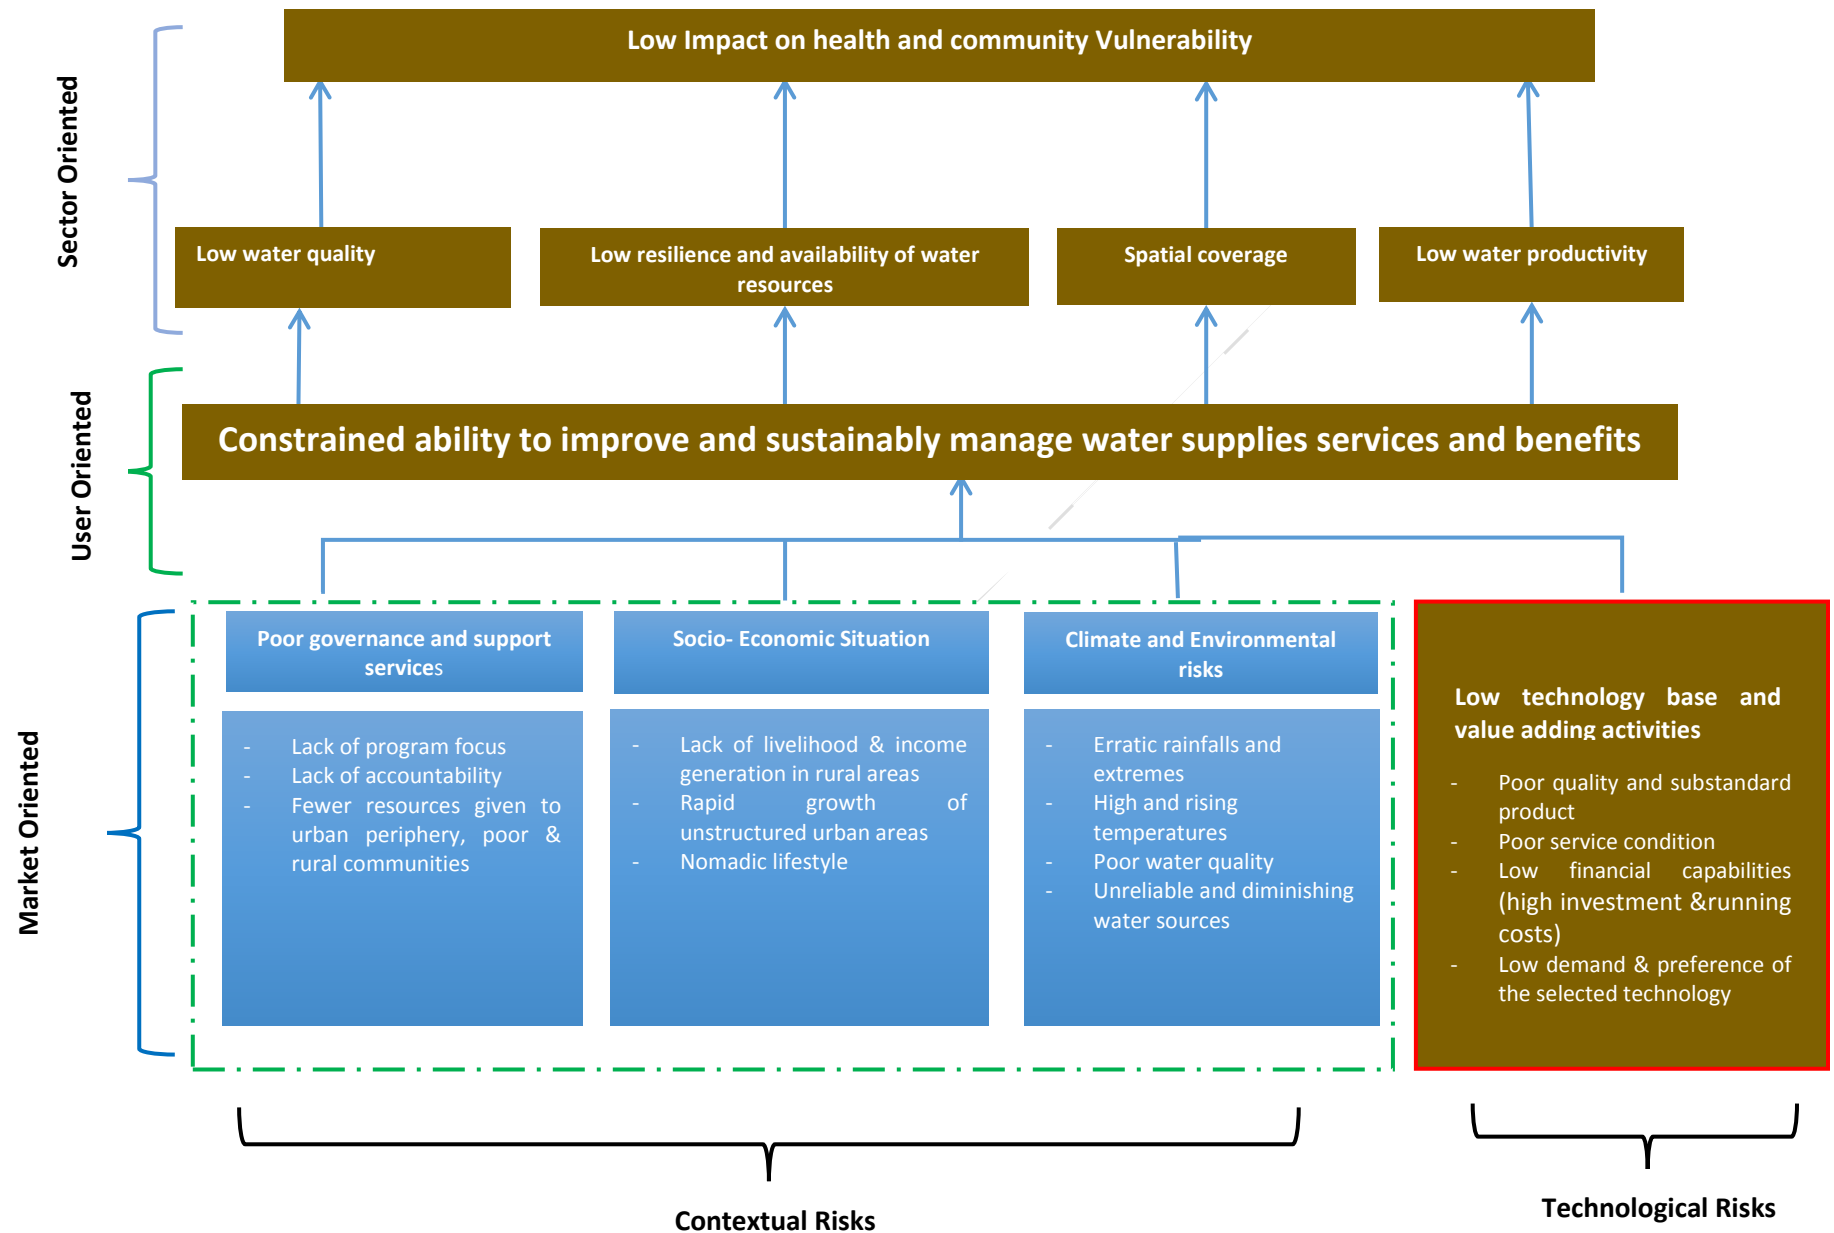 Low Impact on health and community Vulnerability
Sector Oriented
Low water quality
Low resilience and availability of water
resources
Spatial coverage
Low water productivity
User Oriented
Constrained ability to improve and sustainably manage water supplies services and benefits
Market Oriented
Poor governance and support
services
- Lack of program focus
- Lack of accountability
- Fewer resources given to
urban periphery, poor &
rural communities
Socio- Economic Situation
- Lack of livelihood & income
generation in rural areas
- Rapid growth of
unstructured urban areas
- Nomadic lifestyle
Climate and Environmental
risks
- Erratic rainfalls and
extremes
- High and rising
temperatures
- Poor water quality
- Unreliable and diminishing
water sources
Low technology base and
value adding activities
- Poor quality and substandard
product
- Poor service condition
- Low financial capabilities
(high investment &running
costs)
- Low demand & preference of
the selected technology
Contextual Risks
Technological Risks